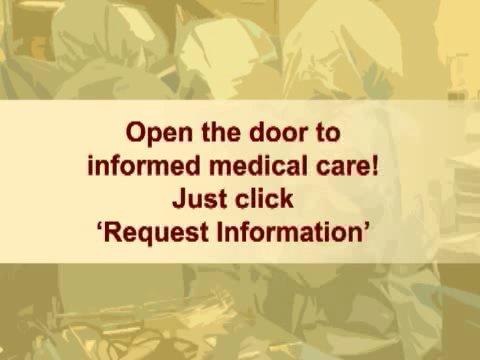 Open the door to
informed medical care!
Just click
‘Request Information’